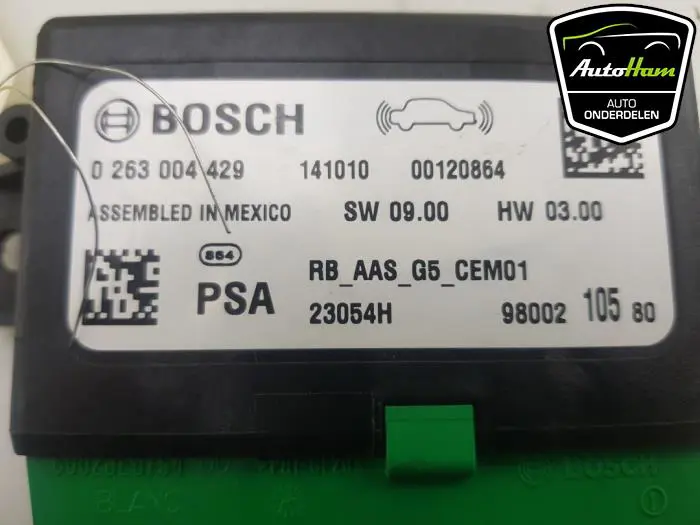 AutoHam
AUTO
ONDERDELEN
BOSCH
0 263 004 429 141010 00120864
ASSEMBLED IN MEXICO SW 09.00 HW 03.00
RB_AAS_G5_CEM01
PSA 23054H 98002 105 80
BOSCH